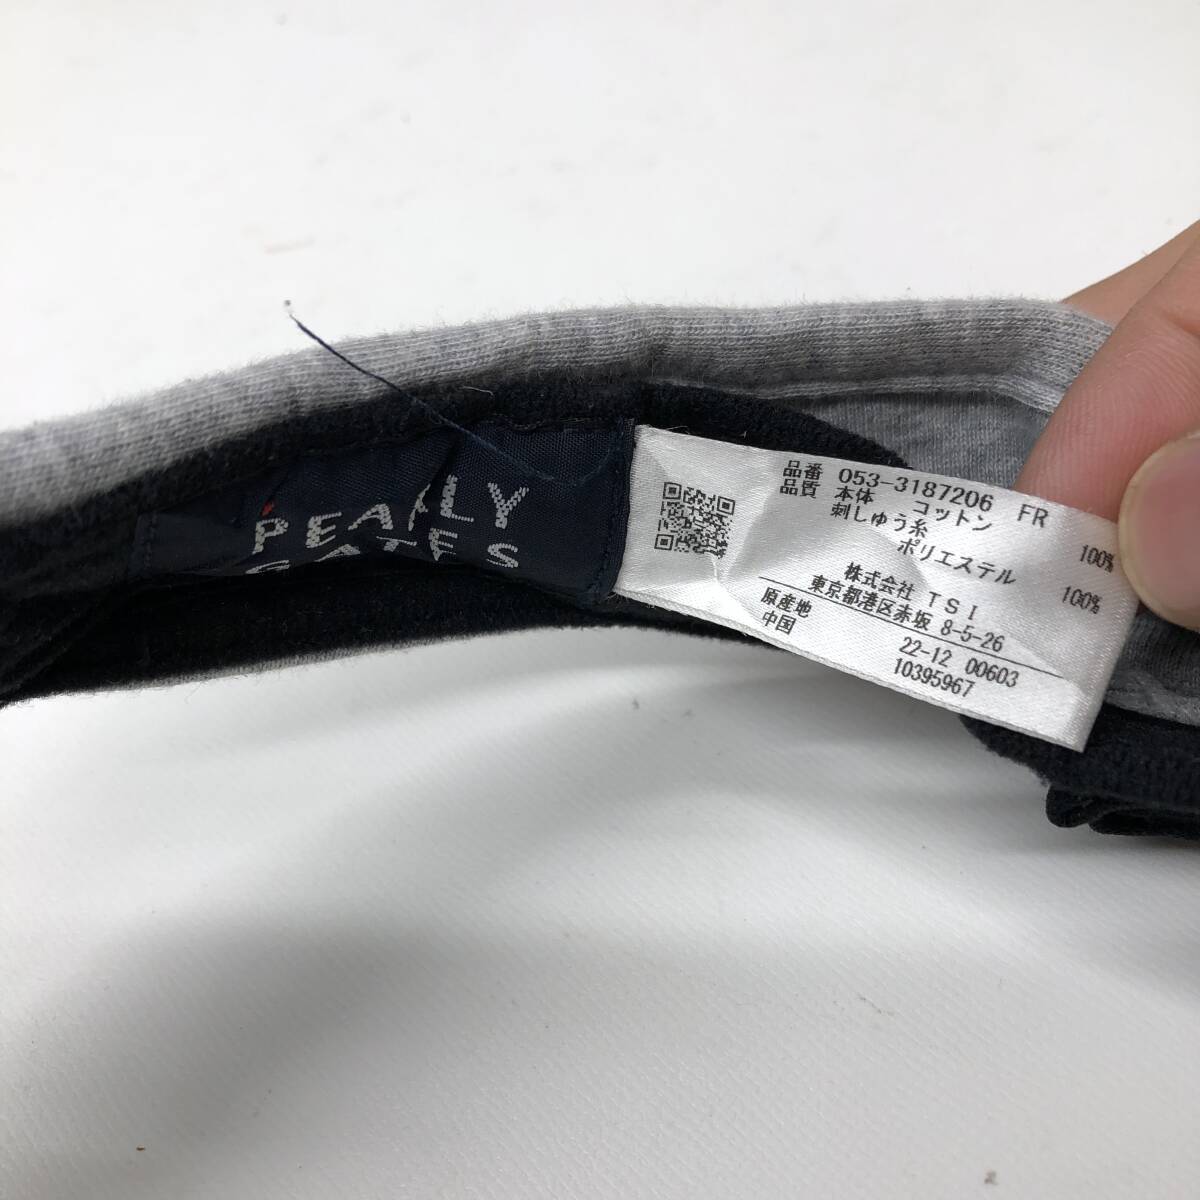 PEARLY
GATES
品番 053-3187206 FR
品質 本体 コットン 100%
刺しゅう糸
ポリエステル 100%
株式会社 TSI
東京都港区赤坂 8-5-26
原産地
中国
22-12 00603
10395967